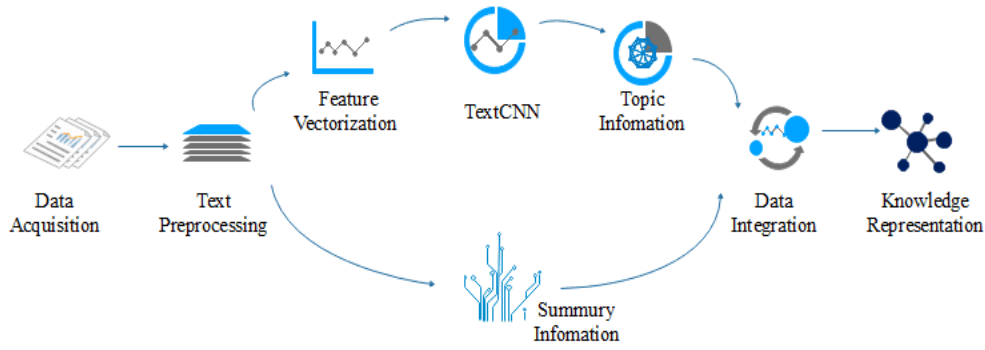 Data
Acquisition
Text
Preprocessing
Feature
Vectorization
TextCNN
Topic
Infomation
Summury
Infomation
Data
Integration
Knowledge
Representation